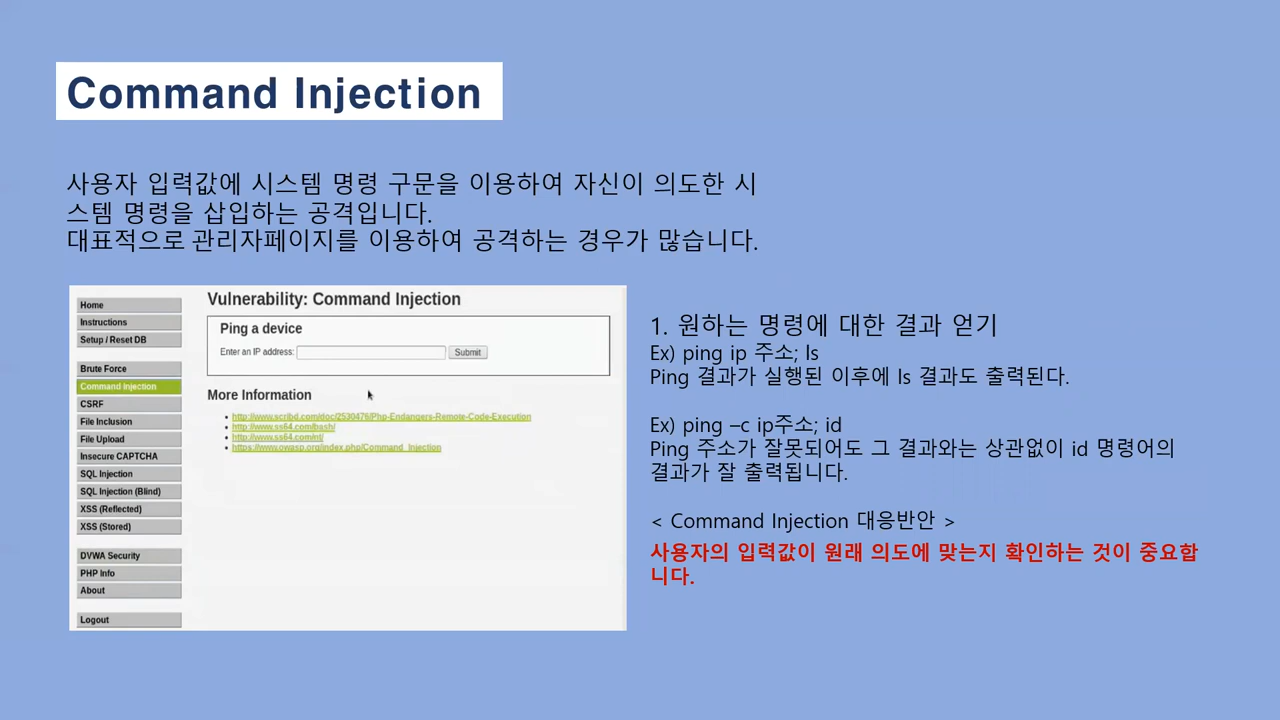 Command Injection
사용자 입력값에 시스템 명령 구문을 이용하여 자신이 의도한 시
스템 명령을 삽입하는 공격입니다.
대표적으로 관리자페이지를 이용하여 공격하는 경우가 많습니다.
Home
Instructions
Setup / Reset DB
Brute Force
Command Injection
CSRF
File Inclusion
File Upload
Insecure CAPTCHA
SQL Injection
SQL Injection (Blind)
XSS (Reflected)
XSS (Stored)
DVWA Security
PHP Info
About
Logout
Vulnerability: Command Injection
Ping a device
Enter an IP address:
Submit
More Information
http://www.scribd.com/doc/2530476/Php-Endangers-Remote-Code-Execution
http://www.ss64.com/bash/
http://www.ss64.com/nt/
https://www.owasp.org/index.php/Command_Injection
1. 원하는 명령에 대한 결과 얻기
Ex) ping ip 주소; ls
Ping 결과가 실행된 이후에 ls 결과도 출력된다.
Ex) ping –c ip주소; id
Ping 주소가 잘못되어도 그 결과와는 상관없이 id 명령어의
결과가 잘 출력됩니다.
< Command Injection 대응반안 >
사용자의 입력값이 원래 의도에 맞는지 확인하는 것이 중요합
니다.